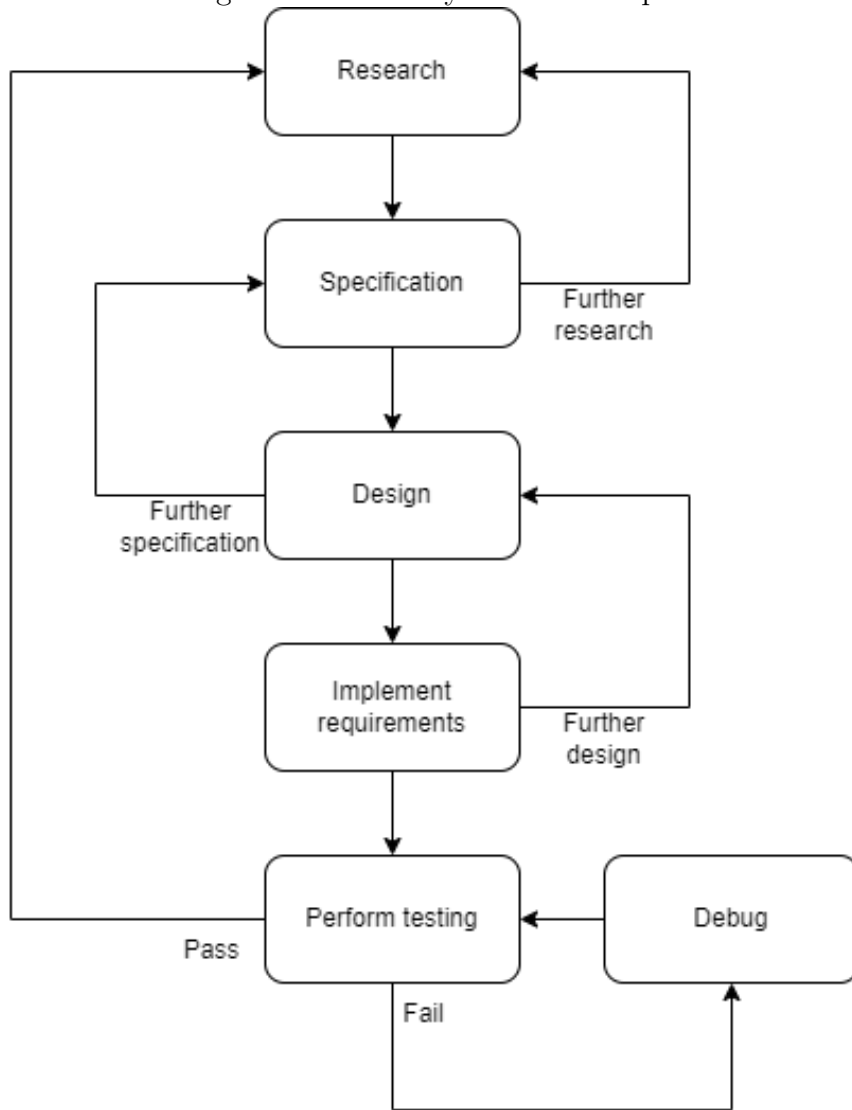 Research
Specification
Further
research
Design
Further
specification
Implement
requirements
Further
design
Perform testing
Debug
Pass
Fail